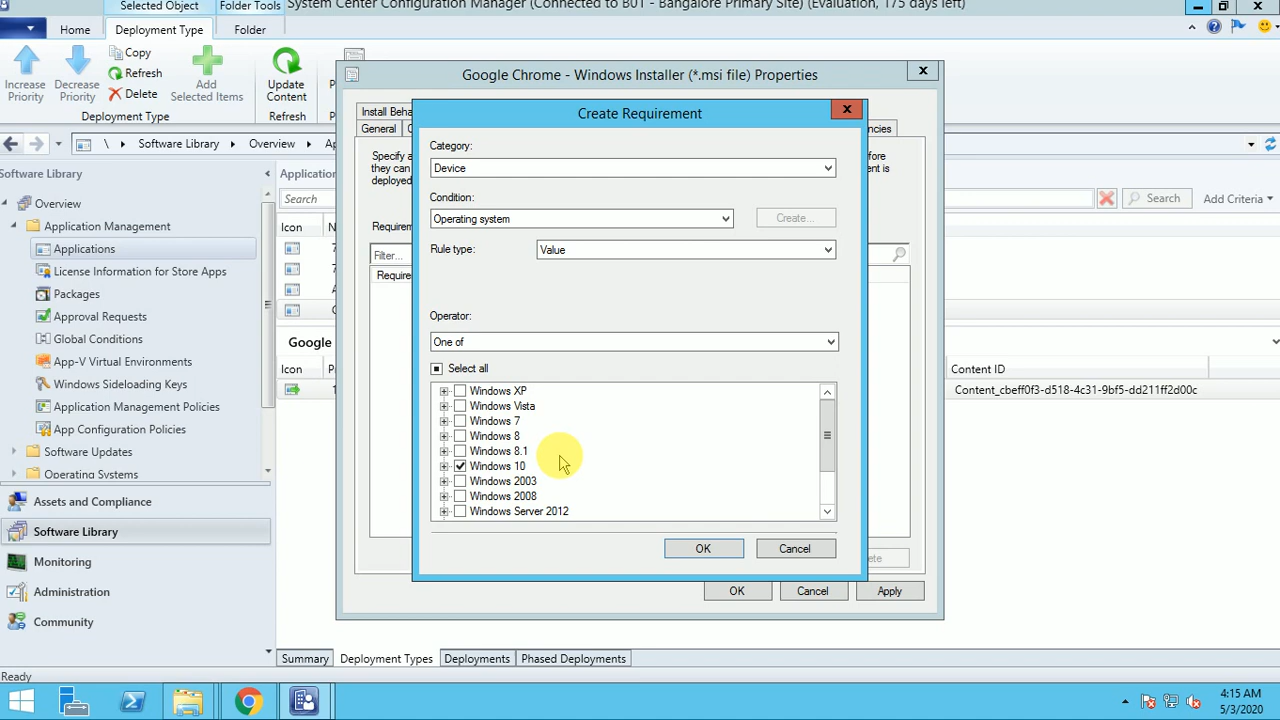 Selected Object
Folder Tools
System Center Configuration Manager (Connected to B01 - Bangalore Primary Site) (Evaluation, 175 days left)
Home
Deployment Type
Folder
Increase Priority
Decrease Priority
Copy
Refresh
Delete
Add Selected Items
Update Content
Deployment Type
Refresh
\
Software Library
Overview
Software Library
Overview
Application Management
Applications
License Information for Store Apps
Packages
Approval Requests
Global Conditions
App-V Virtual Environments
Windows Sideloading Keys
Application Management Policies
App Configuration Policies
Software Updates
Operating Systems
Assets and Compliance
Software Library
Monitoring
Administration
Community
Search
Icon
Google
Icon
Search
Add Criteria
Content ID
Content_cbeff0f3-d518-4c31-9bf5-dd211ff2d00c
Google Chrome - Windows Installer (*.msi file) Properties
General
Specify a
they can
deployed
Filter...
OK
Cancel
Apply
Create Requirement
Category:
Device
Condition:
Operating system
Create...
Rule type:
Value
Operator:
One of
Select all
Windows XP
Windows Vista
Windows 7
Windows 8
Windows 8.1
Windows 10
Windows 2003
Windows 2008
Windows Server 2012
OK
Cancel
Summary
Deployment Types
Deployments
Phased Deployments
Ready
4:15 AM
5/3/2020